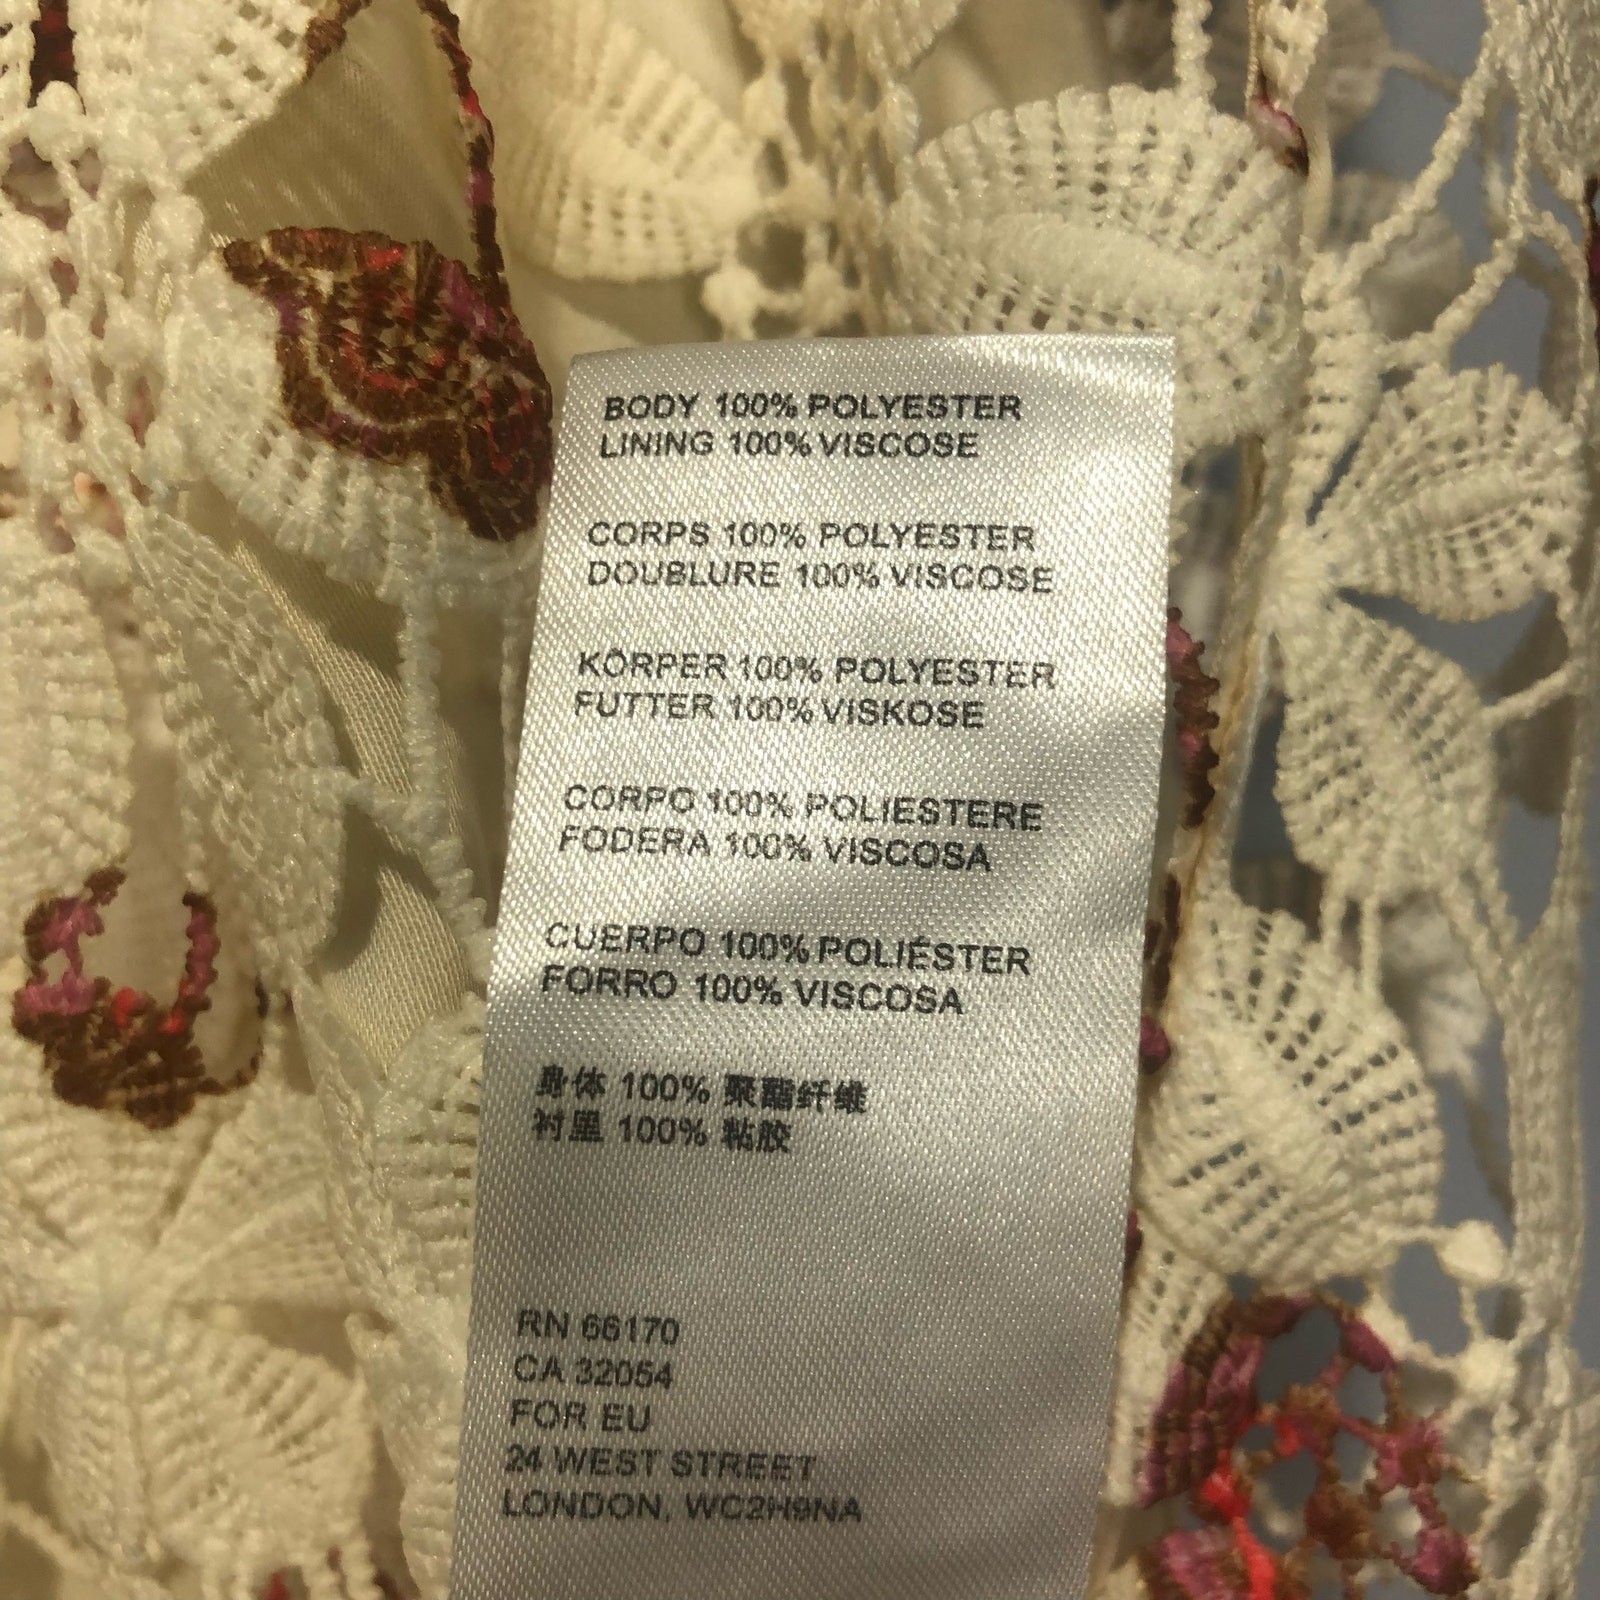 BODY 100% POLYESTER
LINING 100% VISCOSE
CORPS 100% POLYESTER
DOUBLURE 100% VISCOSE
KÖRPER 100% POLYESTER
FUTTER 100% VISKOSE
CORPO 100% POLIESTERE
FODERA 100% VISCOSA
CUERPO 100% POLIÉSTER
FORRO 100% VISCOSA
身体 100% 聚酯纤维
衬里 100% 粘胶
RN 66170
CA 32054
FOR EU
24 WEST STREET
LONDON, WC2H9NA